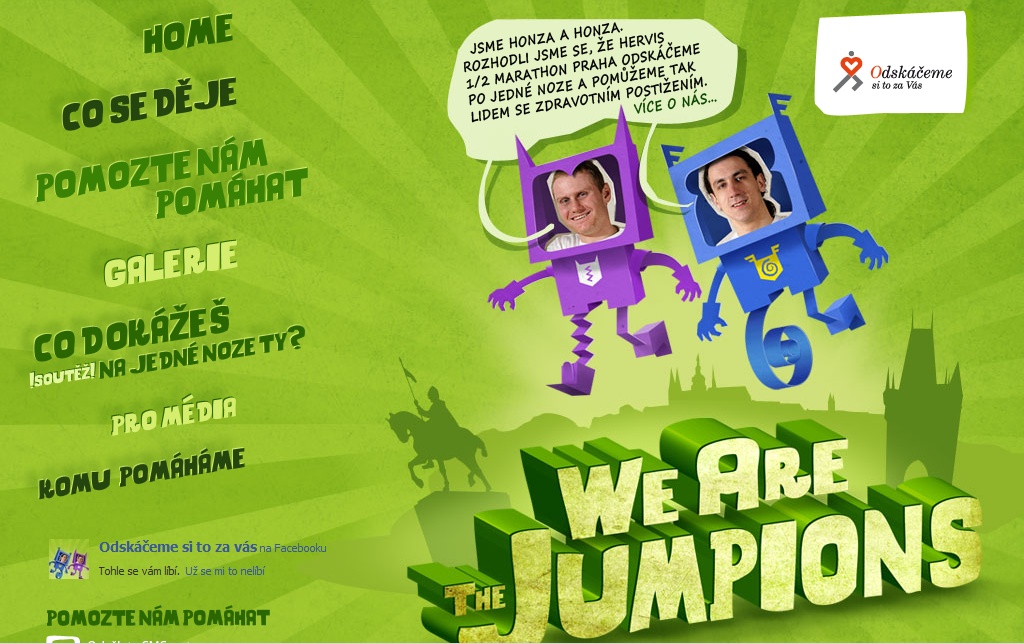 HOME
CO SE DĚJE
POMOZTE NÁM
POMÁHAT
GALERIE
CO DOKÁŽEŠ
!SOUTĚŽ! NA JEDNÉ NOZE TY?
PRO MÉDIA
KOMU POMÁHÁME
Odskáčeme si to za vás na Facebooku
Tohle se vám líbí. Už se mi to nelíbí
POMOZTE NÁM POMÁHAT
JSME HONZA A HONZA.
ROZHODLI JSME SE, ŽE HERVIS
1/2 MARATHON PRAHA ODSKÁČEME
PO JEDNÉ NOZE A POMŮŽEME TAK
LIDEM SE ZDRAVOTNÍM POSTIŽENÍM.
VÍCE O NÁS...
Odskáčeme
si to za Vás
WE ARE
THE JUMPIONS